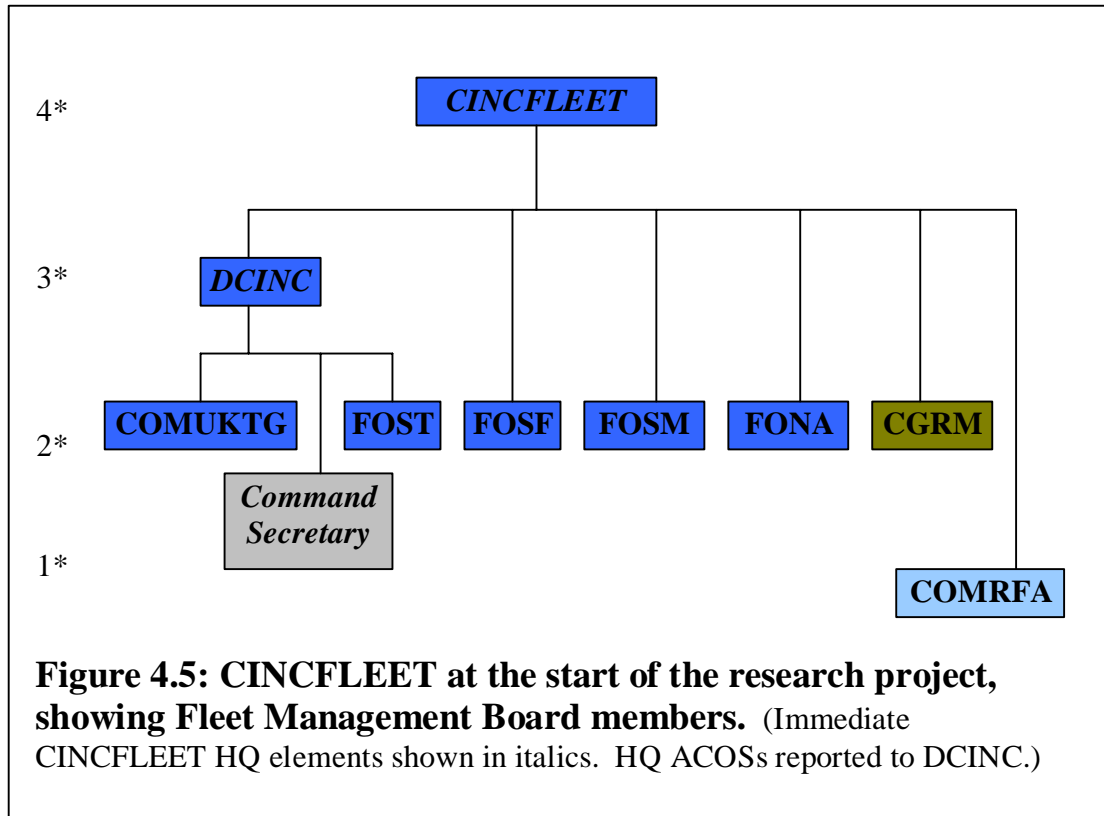 4*
CINCFLEET
3*
DCINC
COMUKTG
FOST
FOSF
FOSM
FONA
CGRM
2*
Command
Secretary
1*
COMRFA
Figure 4.5: CINCFLEET at the start of the research project,
showing Fleet Management Board members. (Immediate
CINCFLEET HQ elements shown in italics. HQ ACOSs reported to DCINC.)